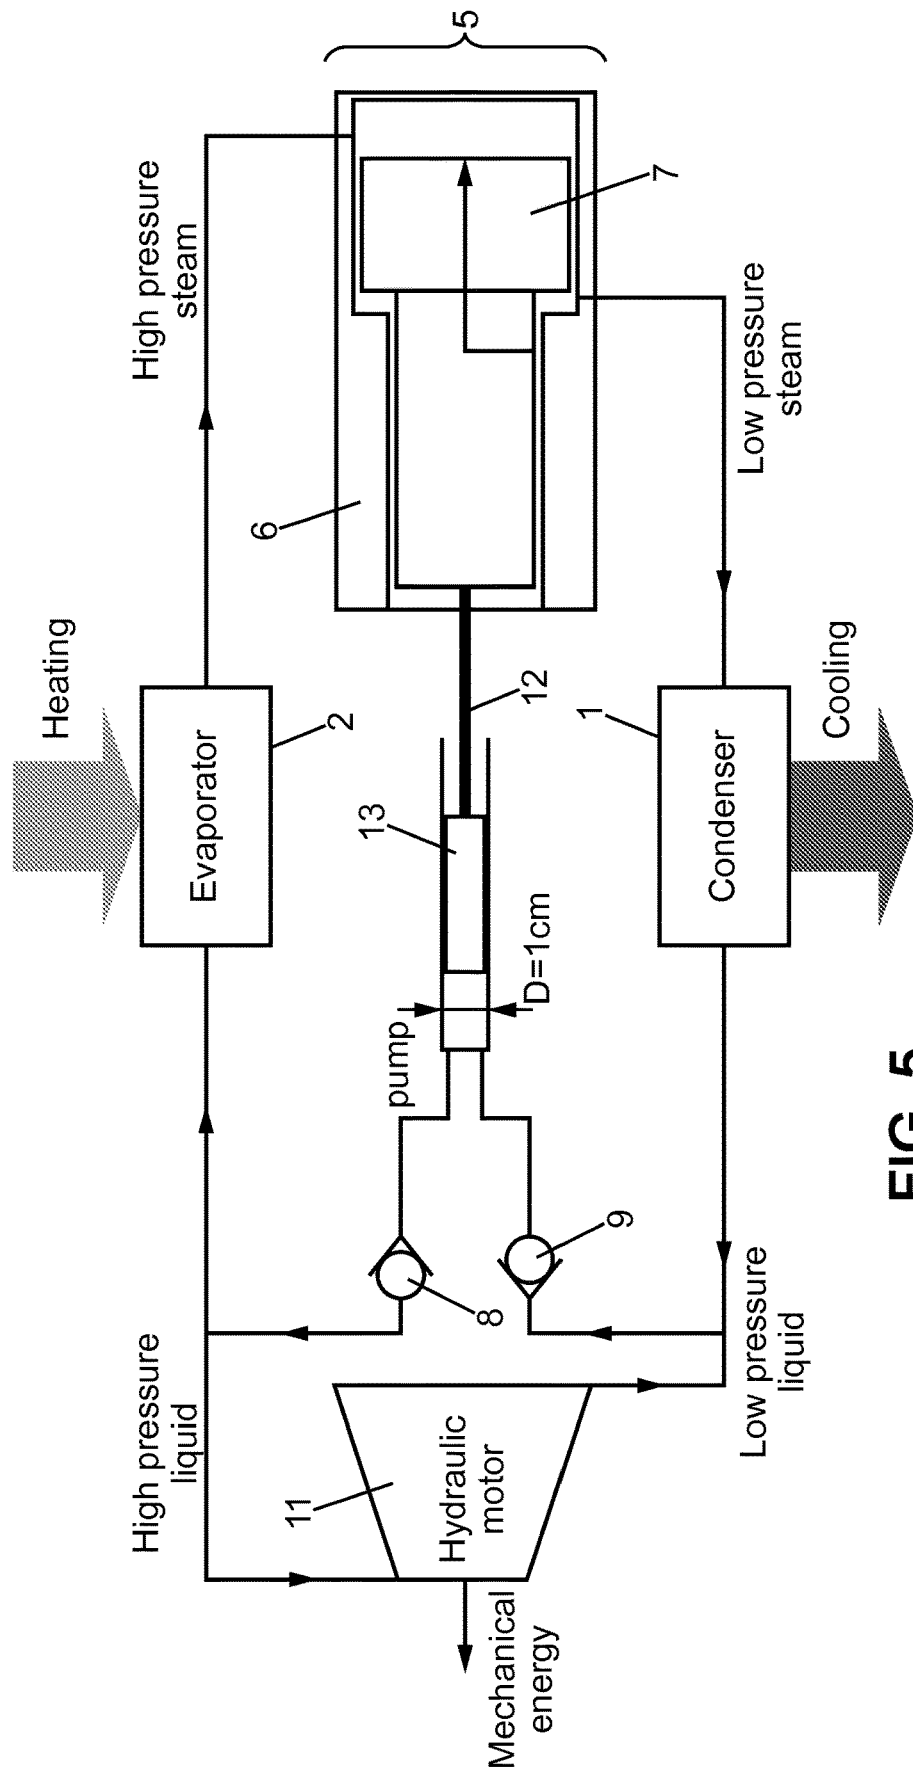 Heating
Evaporator
2
High pressure
steam
High pressure
liquid
6
5
7
12
13
pump
D=1cm
8
9
11
Hydraulic
motor
Mechanical
energy
Low pressure
steam
1
Condenser
Cooling
Low pressure
liquid
FIG. 5